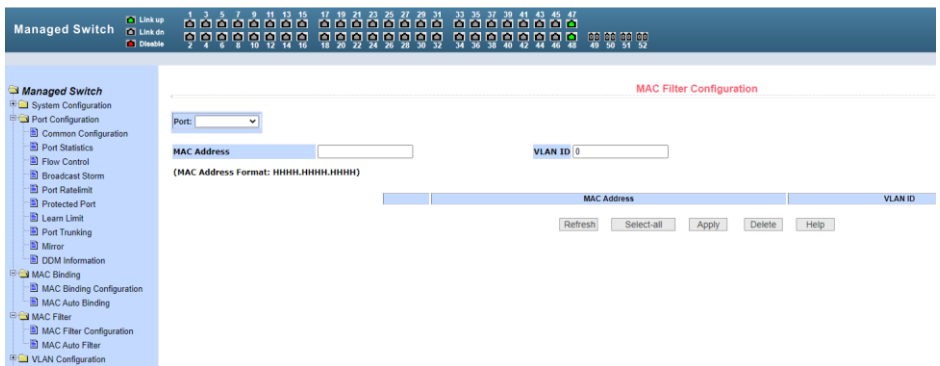 Managed Switch
Link up
Link dn
Disable
1 3 5 7 9 11 13 15 17 19 21 23 25 27 29 31 33 35 37 39 41 43 45 47
2 4 6 8 10 12 14 16 18 20 22 24 26 28 30 32 34 36 38 40 42 44 46 48 49 50 51 52
Managed Switch
System Configuration
Port Configuration
Common Configuration
Port Statistics
Flow Control
Broadcast Storm
Port Ratelimit
Protected Port
Learn Limit
Port Trunking
Mirror
DDM Information
MAC Binding
MAC Binding Configuration
MAC Auto Binding
MAC Filter
MAC Filter Configuration
MAC Auto Filter
VLAN Configuration
MAC Filter Configuration
Port:
MAC Address VLAN ID 0
(MAC Address Format: HHHH.HHHH.HHHH)
MAC Address VLAN ID
Refresh Select-all Apply Delete Help